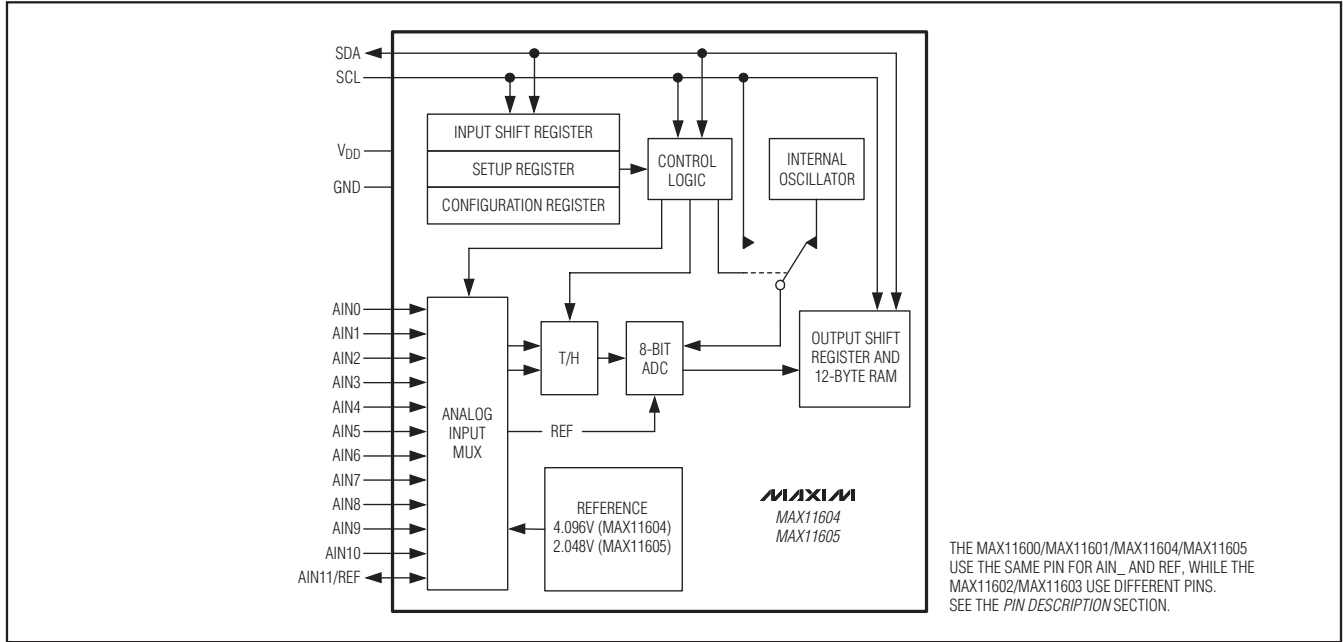 SDA
SCL
VDD
GND
INPUT SHIFT REGISTER
SETUP REGISTER
CONFIGURATION REGISTER
CONTROL
LOGIC
INTERNAL
OSCILLATOR
AIN0
AIN1
AIN2
AIN3
AIN4
AIN5
AIN6
AIN7
AIN8
AIN9
AIN10
AIN11/REF
ANALOG
INPUT
MUX
T/H
8-BIT
ADC
REF
OUTPUT SHIFT
REGISTER AND
12-BYTE RAM
REFERENCE
4.096V (MAX11604)
2.048V (MAX11605)
MAXIM
MAX11604
MAX11605
THE MAX11600/MAX11601/MAX11604/MAX11605
USE THE SAME PIN FOR AIN_ AND REF, WHILE THE
MAX11602/MAX11603 USE DIFFERENT PINS.
SEE THE PIN DESCRIPTION SECTION.